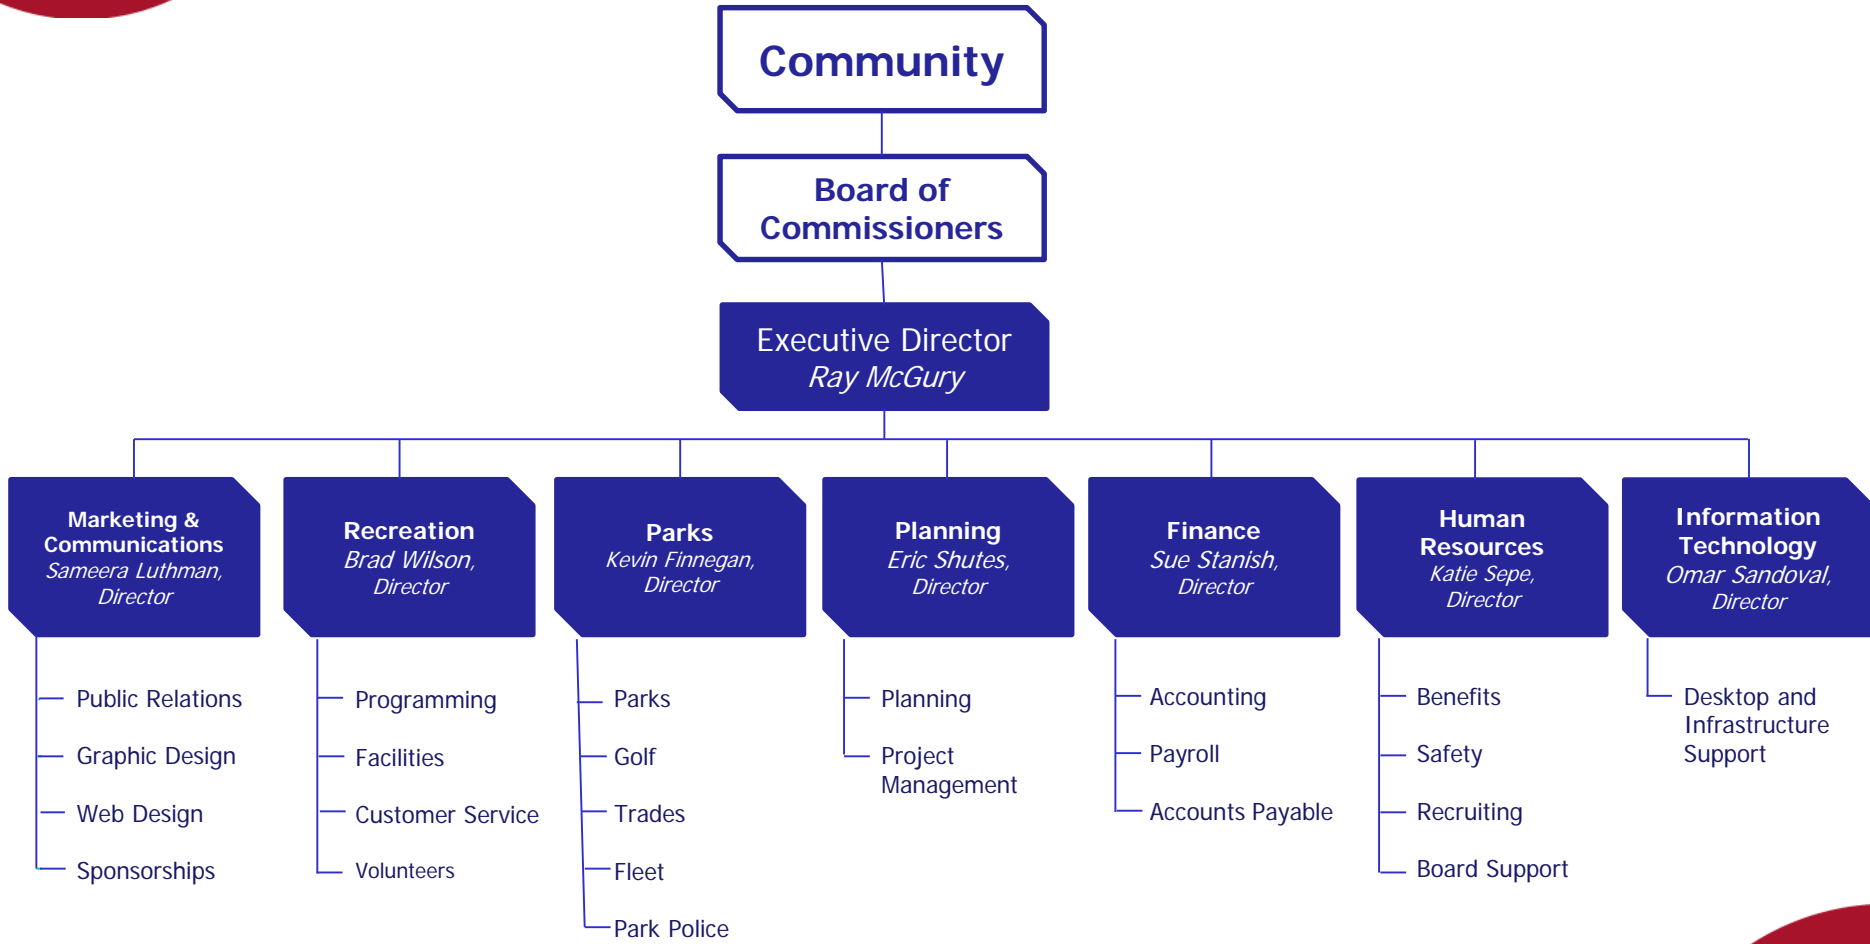 Community
Board of
Commissioners
Executive Director
Ray McGury
Marketing &
Communications
Sameera Luthman,
Director
Public Relations
Graphic Design
Web Design
Sponsorships
Recreation
Brad Wilson,
Director
Programming
Facilities
Customer Service
Volunteers
Parks
Kevin Finnegan,
Director
Parks
Golf
Trades
Fleet
Park Police
Planning
Eric Shutes,
Director
Planning
Project
Management
Finance
Sue Stanish,
Director
Accounting
Payroll
Accounts Payable
Human
Resources
Katie Sepe,
Director
Benefits
Safety
Recruiting
Board Support
Information
Technology
Omar Sandoval,
Director
Desktop and
Infrastructure
Support